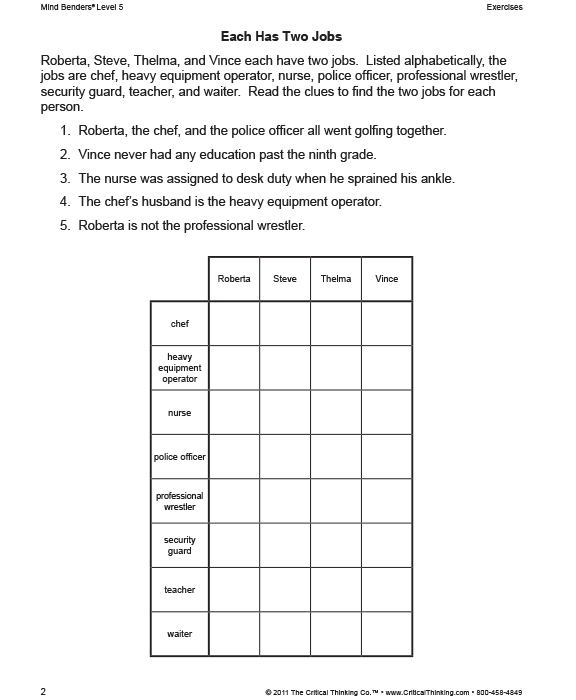 Mind Benders® Level 5
Exercises
Each Has Two Jobs
Roberta, Steve, Thelma, and Vince each have two jobs. Listed alphabetically, the
jobs are chef, heavy equipment operator, nurse, police officer, professional wrestler,
security guard, teacher, and waiter. Read the clues to find the two jobs for each
person.
1. Roberta, the chef, and the police officer all went golfing together.
2. Vince never had any education past the ninth grade.
3. The nurse was assigned to desk duty when he sprained his ankle.
4. The chef's husband is the heavy equipment operator.
5. Roberta is not the professional wrestler.
Roberta Steve Thelma Vince
chef
heavy
equipment
operator
nurse
police officer
professional
wrestler
security
guard
teacher
waiter
2
© 2011 The Critical Thinking Co.™ • www.CriticalThinking.com • 800-458-4849